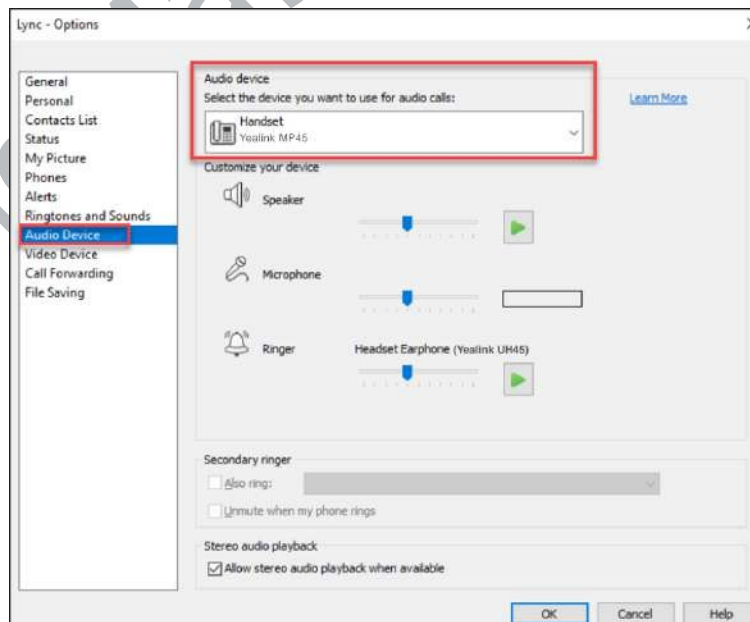 Lync - Options
General
Personal
Contacts List
Status
My Picture
Phones
Alerts
Ringtones and Sounds
Audio Device
Video Device
Call Forwarding
File Saving
Audio device
Select the device you want to use for audio calls:
Learn More
Handset
Yealink MP45
Customize your device
Speaker
Microphone
Ringer
Headset Earphone (Yealink UH45)
Secondary ringer
Also ring:
Unmute when my phone rings
Stereo audio playback
Allow stereo audio playback when available
OK
Cancel
Help